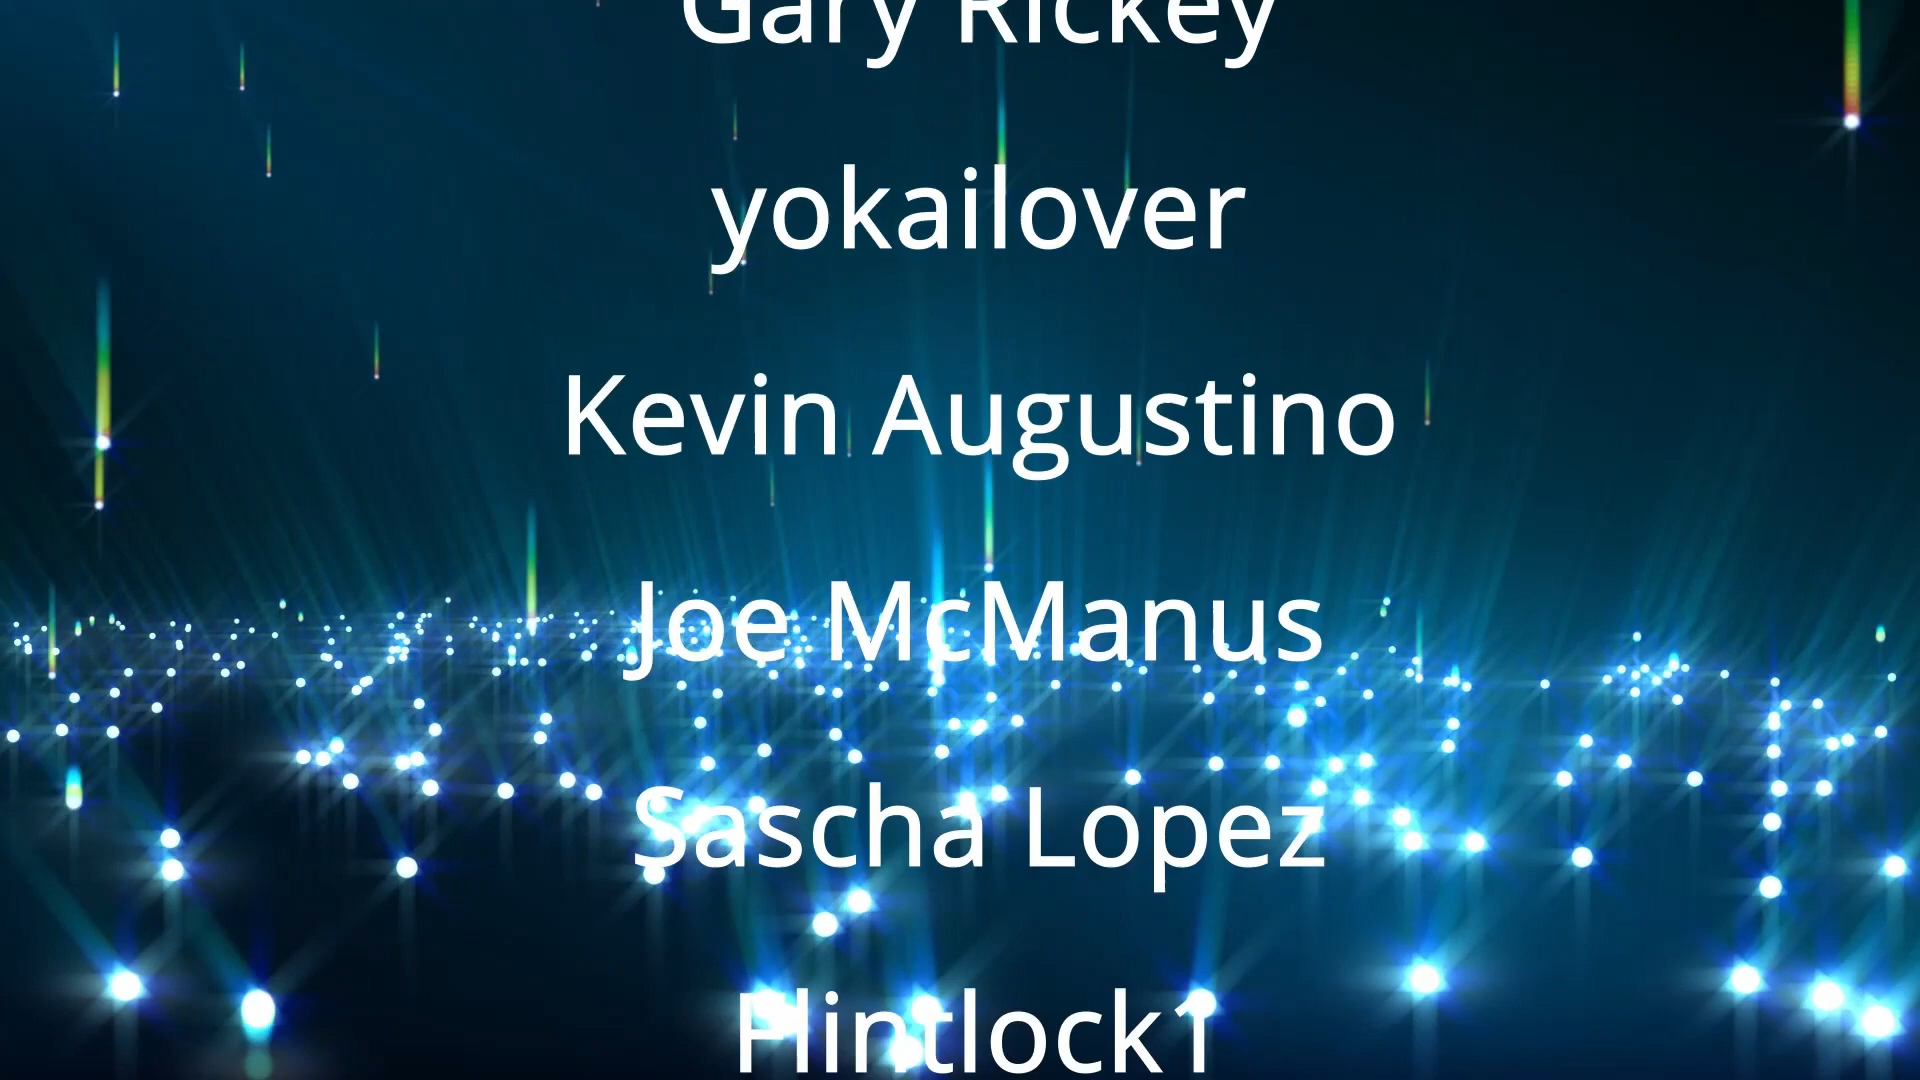 Gary Rickey
yokailover
Kevin Augustino
Joe McManus
Sascha Lopez
Flintlock1